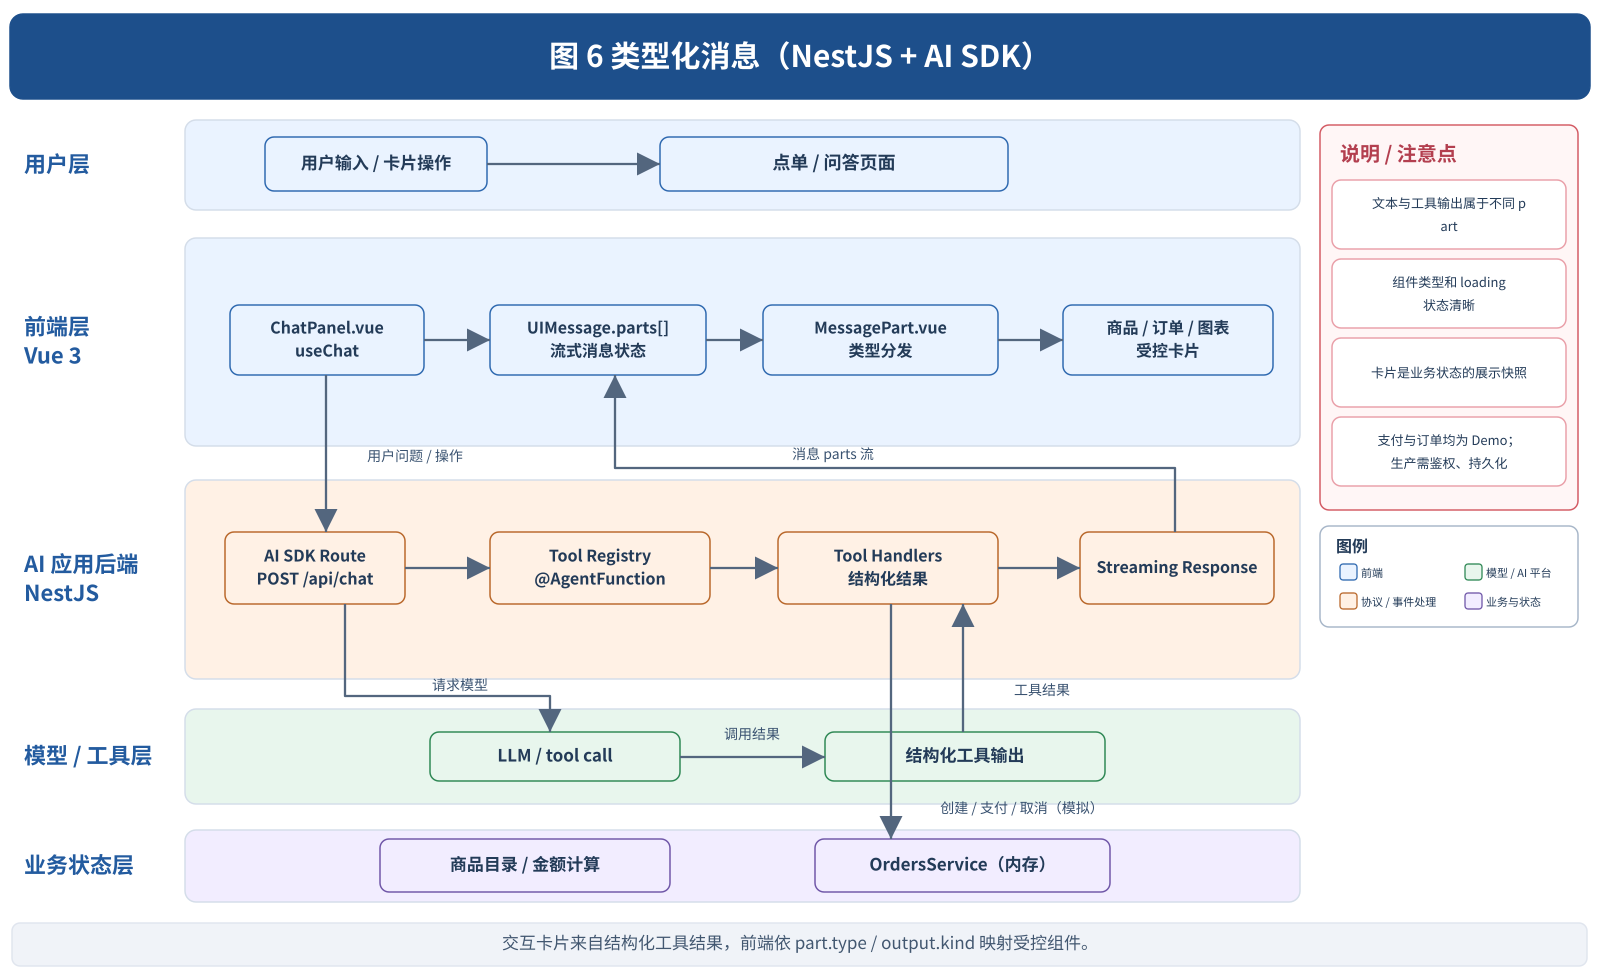 图 6 类型化消息（NestJS + AI SDK）
用户层
用户输入 / 卡片操作
点单 / 问答页面
前端层
Vue 3
ChatPanel.vue
useChat
UIMessage.parts[]
流式消息状态
MessagePart.vue
类型分发
商品 / 订单 / 图表
受控卡片
用户问题 / 操作
消息 parts 流
AI 应用后端
NestJS
AI SDK Route
POST /api/chat
Tool Registry
@AgentFunction
Tool Handlers
结构化结果
Streaming Response
请求模型
工具结果
模型 / 工具层
LLM / tool call
调用结果
结构化工具输出
创建 / 支付 / 取消（模拟）
业务状态层
商品目录 / 金额计算
OrdersService（内存）
说明 / 注意点
文本与工具输出属于不同 p
art
组件类型和 loading
状态清晰
卡片是业务状态的展示快照
支付与订单均为 Demo；
生产需鉴权、持久化
图例
前端
模型 / AI 平台
协议 / 事件处理
业务与状态
交互卡片来自结构化工具结果，前端依 part.type / output.kind 映射受控组件。